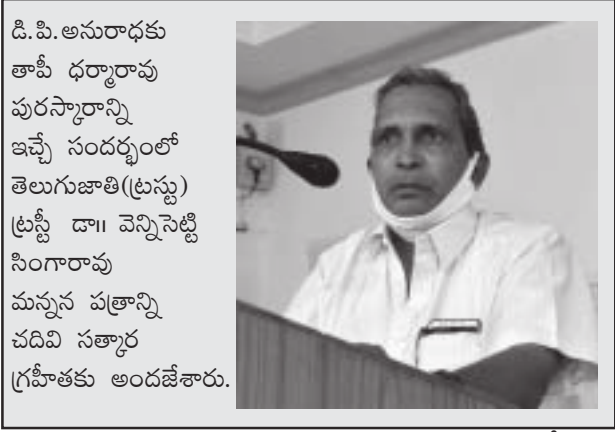 డి.పి.అనురాధకు
తాపీ ధర్మారావు
పురస్కారాన్ని
ఇచ్చే సందర్భంలో
తెలుగుజాతి(ట్రస్టు)
ట్రస్టీ డా॥ వెన్నిసెట్టి
సింగారావు
మన్నన పత్రాన్ని
చదివి సత్కార
గ్రహీతకు అందజేశారు.